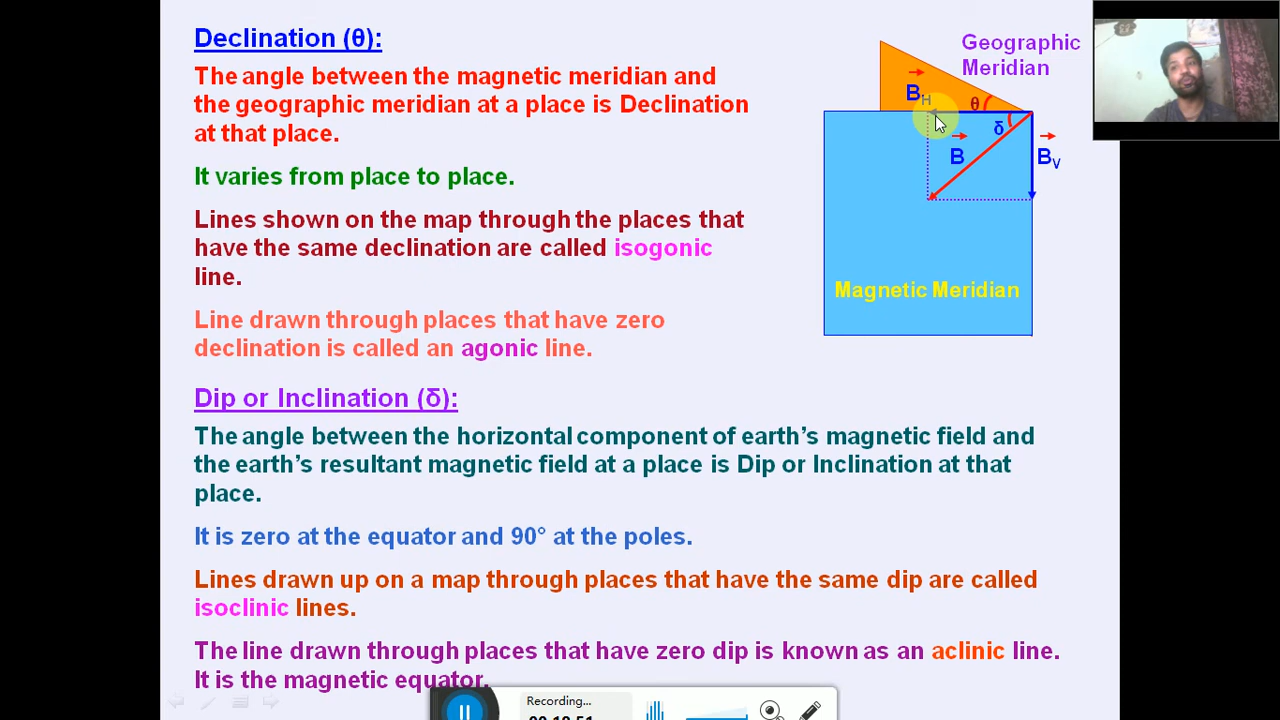 Declination (θ):
The angle between the magnetic meridian and
the geographic meridian at a place is Declination
at that place.
It varies from place to place.
Lines shown on the map through the places that
have the same declination are called isogonic
line.
Line drawn through places that have zero
declination is called an agonic line.
Geographic
Meridian
B_H
θ
δ
B
B_V
Magnetic Meridian
Dip or Inclination (δ):
The angle between the horizontal component of earth’s magnetic field and
the earth’s resultant magnetic field at a place is Dip or Inclination at that
place.
It is zero at the equator and 90° at the poles.
Lines drawn up on a map through places that have the same dip are called
isoclinic lines.
The line drawn through places that have zero dip is known as an aclinic line.
It is the magnetic equator.
Recording...